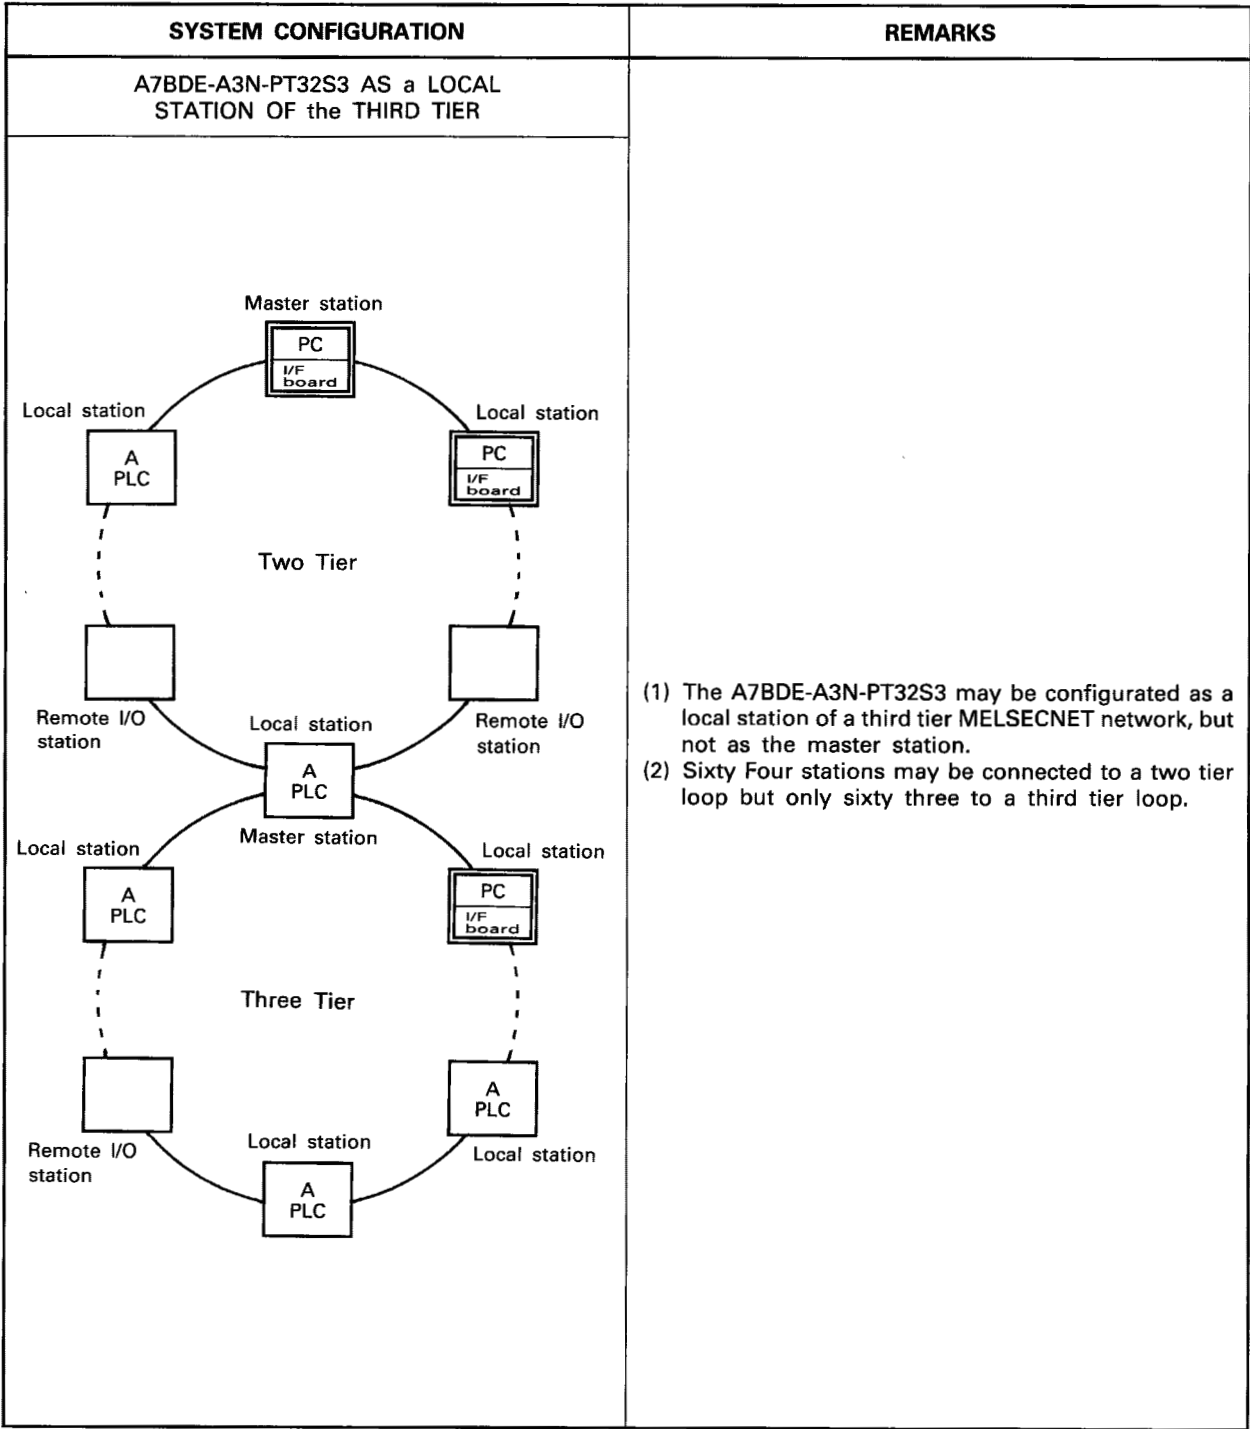 SYSTEM CONFIGURATION
REMARKS
A7BDE-A3N-PT32S3 AS a LOCAL
STATION OF the THIRD TIER
Master station
PC
I/F
board
Local station
A
PLC
Local station
PC
I/F
board
Two Tier
Remote I/O
station
Local station
Remote I/O
station
A
PLC
Master station
Local station
A
PLC
Local station
PC
I/F
board
Three Tier
Remote I/O
station
Local station
A
PLC
A
PLC
Local station
(1) The A7BDE-A3N-PT32S3 may be configurated as a
local station of a third tier MELSECNET network, but
not as the master station.
(2) Sixty Four stations may be connected to a two tier
loop but only sixty three to a third tier loop.